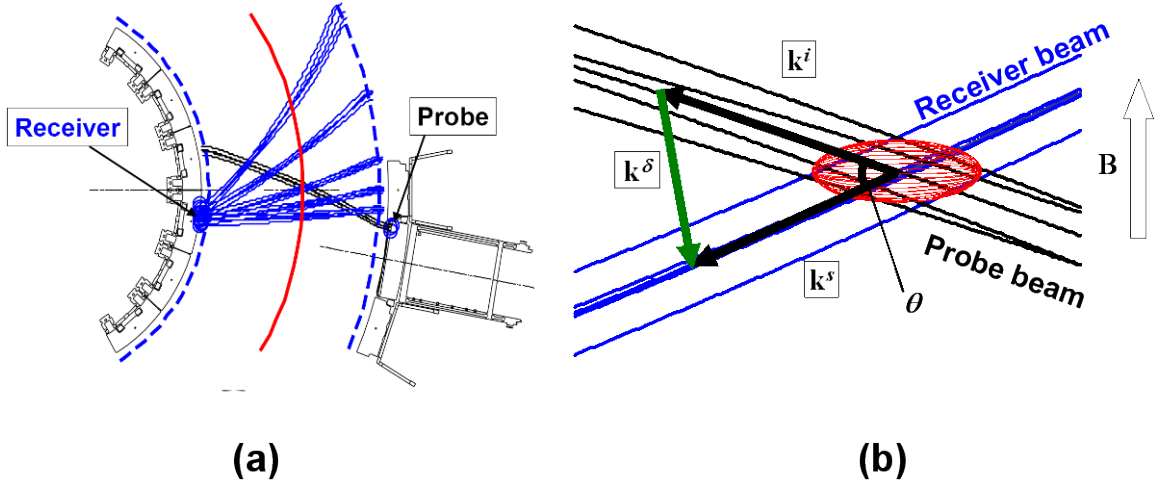 Receiver
Probe
(a)
k^i
Receiver beam
k^δ
B
Probe beam
k^s
θ
(b)